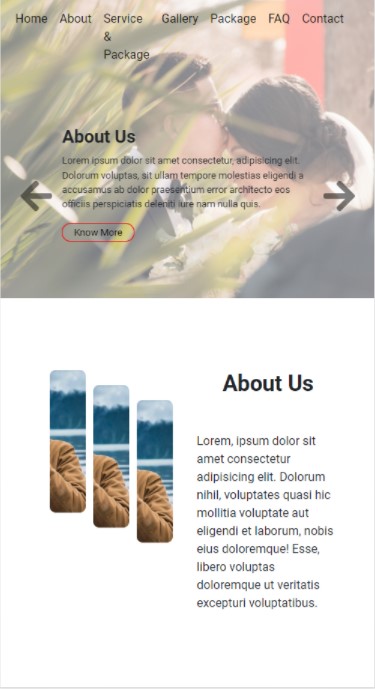 Home About Service Gallery Package FAQ Contact
&
Package
About Us
Lorem ipsum dolor sit amet consectetur, adipisicing elit.
Doloribus quas, sit ullam tempore molestias eligendi a
accusamus ab dolor praesentium error architecto eos
officiis perspiciatis deleniti iure nam nulla quis.
Know More
About Us
Lorem, ipsum dolor sit
amet consectetur
adipisicing elit. Dolorum
nihil, voluptates quasi hic
mollitia voluptate aut
eligendi et laborum, nobis
eius doloremque! Esse,
libero voluptas
doloremque ut veritatis
excepturi voluptatibus.